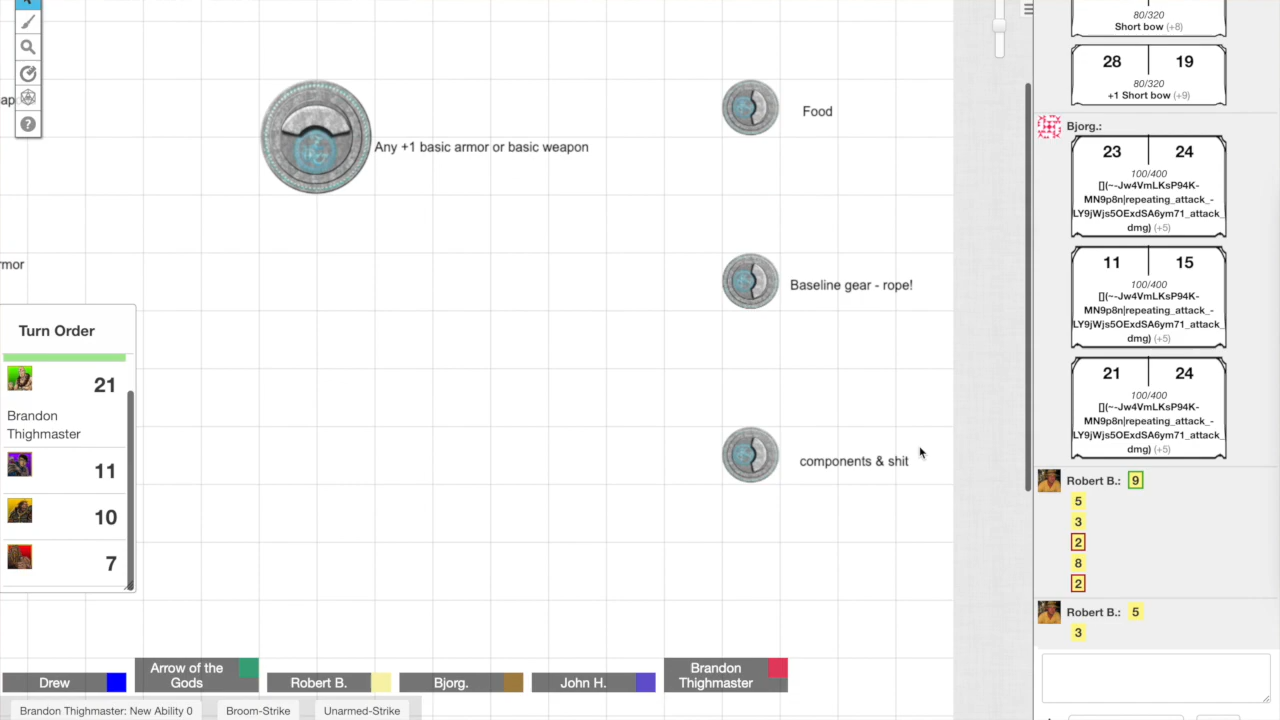 ap
Any +1 basic armor or basic weapon
Food
rmor
Baseline gear - rope!
components & shit
Turn Order
21
Brandon
Thighmaster
11
10
7
80/320
Short bow (+8)
28 19
80/320
+1 Short bow (+9)
Bjorg.:
23 24
100/400
[](~-Jw4VmLKsP94K-
MN9p8n|repeating_attack_-
LY9jWjs5OExdSA6ym71_attack_
dmg) (+5)
11 15
100/400
[](~-Jw4VmLKsP94K-
MN9p8n|repeating_attack_-
LY9jWjs5OExdSA6ym71_attack_
dmg) (+5)
21 24
100/400
[](~-Jw4VmLKsP94K-
MN9p8n|repeating_attack_-
LY9jWjs5OExdSA6ym71_attack_
dmg) (+5)
Robert B.: 9
5
3
2
8
2
Robert B.: 5
3
Drew
Arrow of the
Gods
Robert B.
Bjorg.
John H.
Brandon
Thighmaster
Brandon Thighmaster: New Ability 0
Broom-Strike
Unarmed-Strike